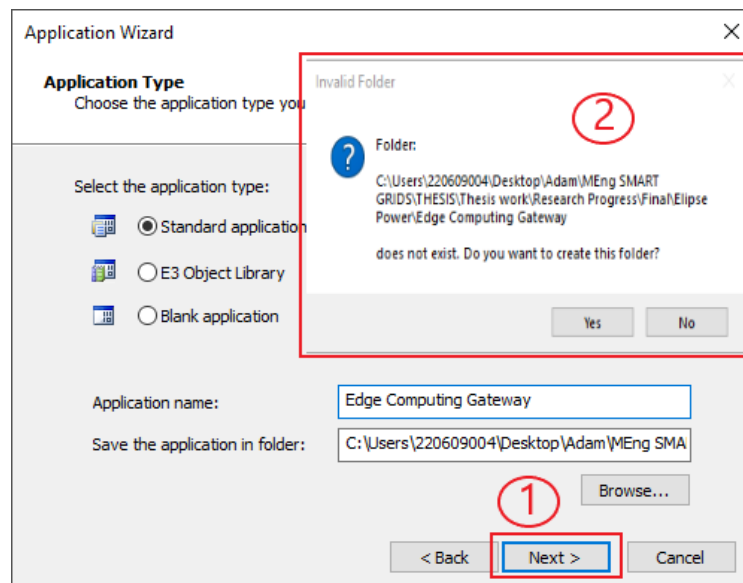 Application Wizard
Application Type
Choose the application type you
Select the application type:
Standard application
E3 Object Library
Blank application
Invalid Folder
2
Folder:
C:\Users\220609004\Desktop\Adam\MEng SMART
GRIDS\THESIS\Thesis work\Research Progress\Final\Elipse
Power\Edge Computing Gateway
does not exist. Do you want to create this folder?
Yes No
Application name: Edge Computing Gateway
Save the application in folder: C:\Users\220609004\Desktop\Adam\MEng SMA
Browse...
1
< Back Next > Cancel